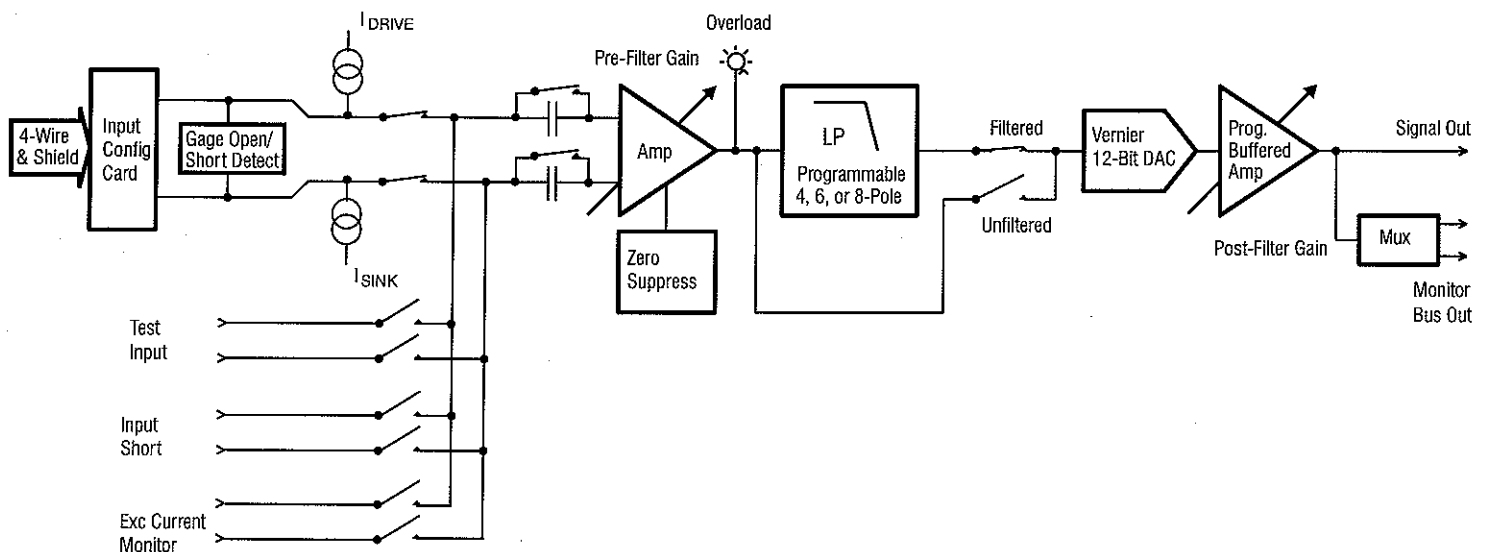 I DRIVE
Overload
Pre-Filter Gain
4-Wire
& Shield
Input
Config
Card
Gage Open/
Short Detect
Amp
LP
Programmable
4, 6, or 8-Pole
Filtered
Unfiltered
Vernier
12-Bit DAC
Prog.
Buffered
Amp
Signal Out
Post-Filter Gain
Mux
Monitor
Bus Out
I SINK
Zero
Suppress
Test
Input
Input
Short
Exc Current
Monitor